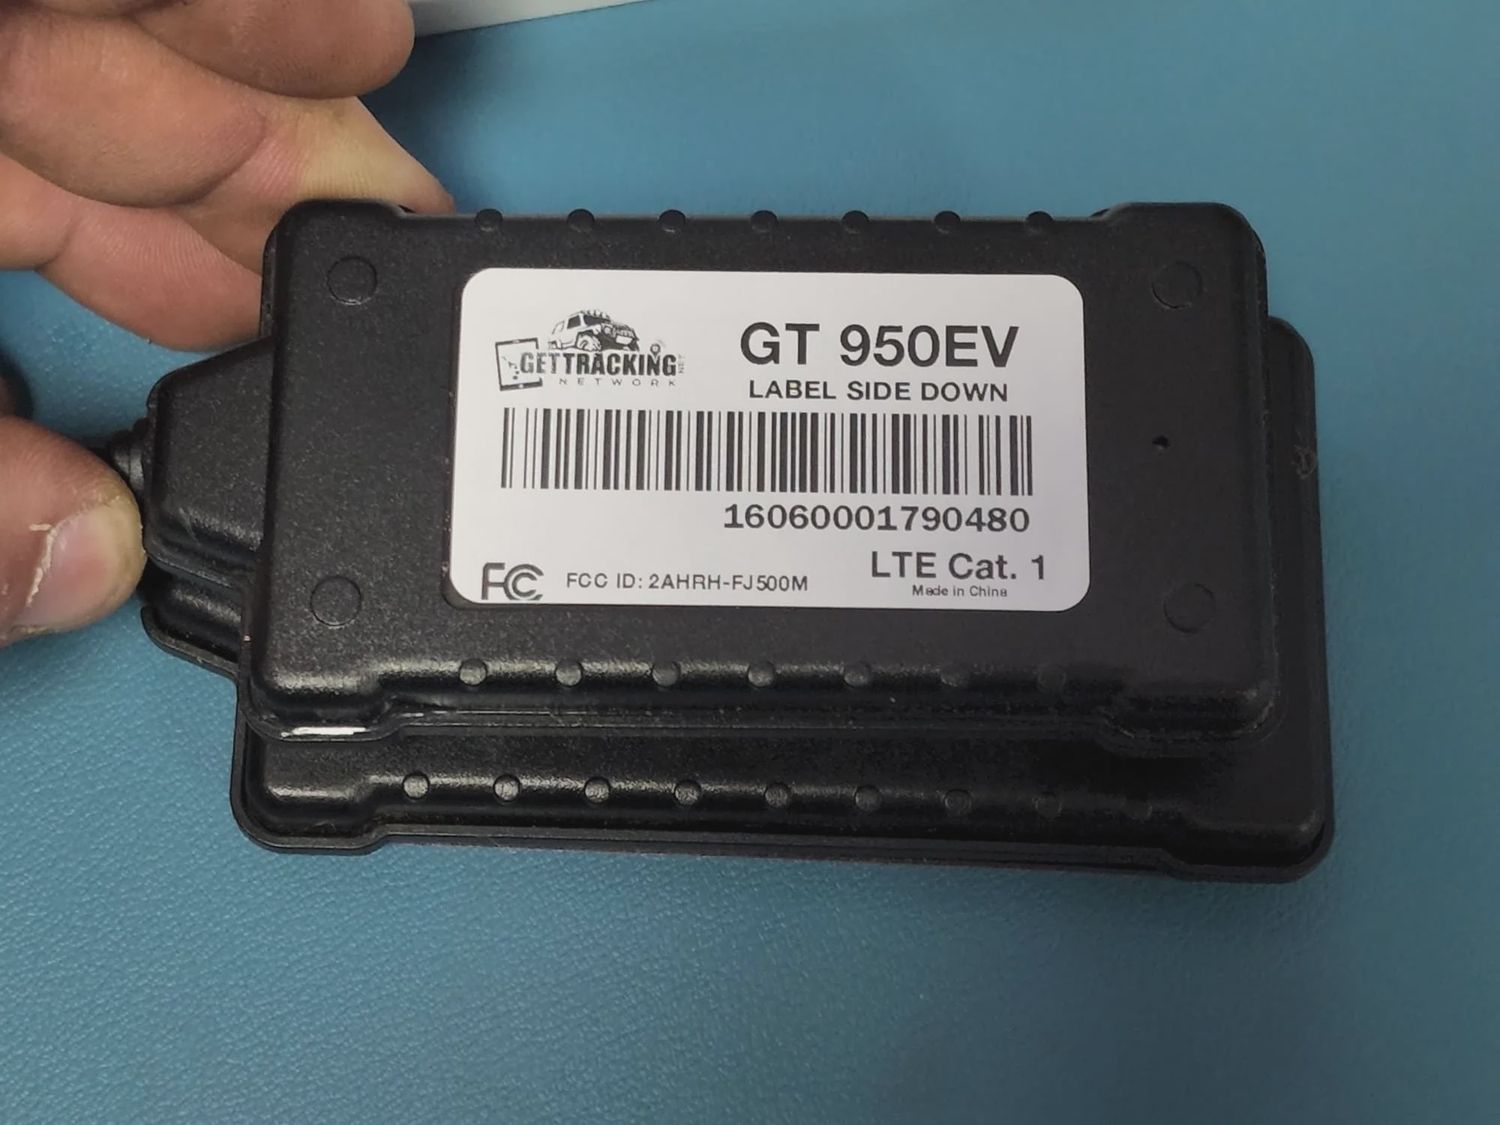 GETTRACKING
NETWORK
GT 950EV
LABEL SIDE DOWN
16060001790480
LTE Cat. 1
FC FCC ID: 2AHRH-FJ500M
Made in China